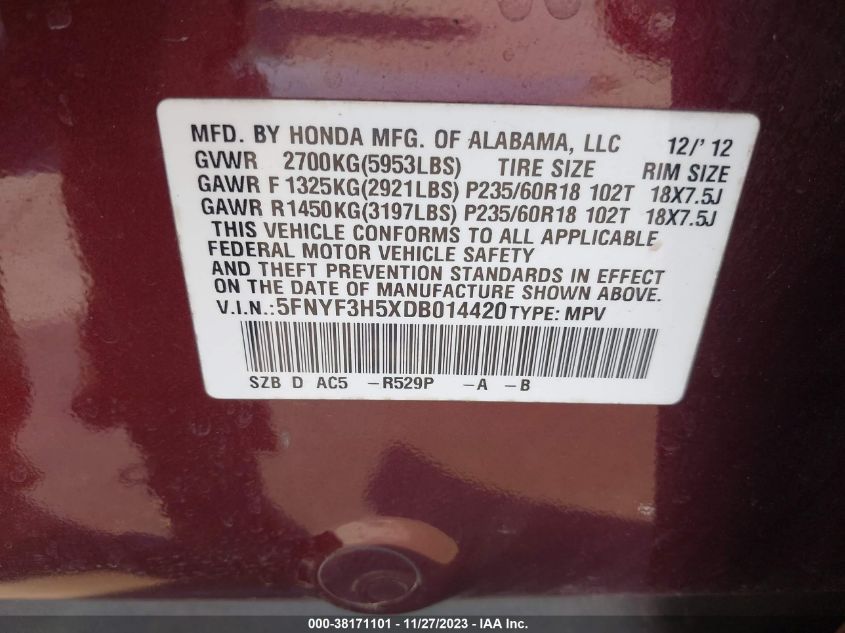 MFD. BY HONDA MFG. OF ALABAMA, LLC 12/'12
GVWR 2700KG(5953LBS) TIRE SIZE RIM SIZE
GAWR F 1325KG(2921LBS) P235/60R18 102T 18X7.5J
GAWR R1450KG(3197LBS) P235/60R18 102T 18X7.5J
THIS VEHICLE CONFORMS TO ALL APPLICABLE
FEDERAL MOTOR VEHICLE SAFETY
AND THEFT PREVENTION STANDARDS IN EFFECT
ON THE DATE OF MANUFACTURE SHOWN ABOVE.
V.I.N.:5FNYF3H5XDB014420 TYPE: MPV
SZB D AC5 -R529P -A -B
000-38171101 - 11/27/2023 - IAA Inc.